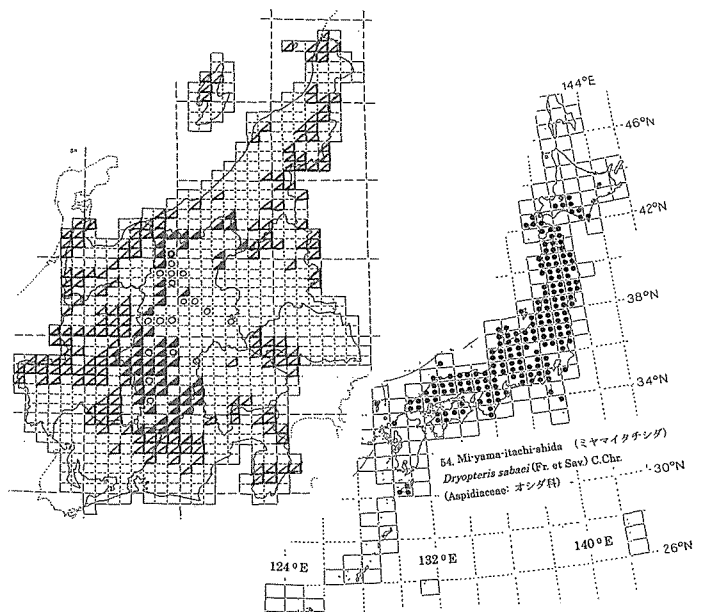 144°E
46°N
42°N
38°N
34°N
54. Mi-yama-itachi-shida (ミヤマイタチシダ)
Dryopteris sabaei (Fr. et Sav.) C.Chr.
(Aspidiaceae: オシダ科)
30°N
124°E
132°E
140°E
26°N